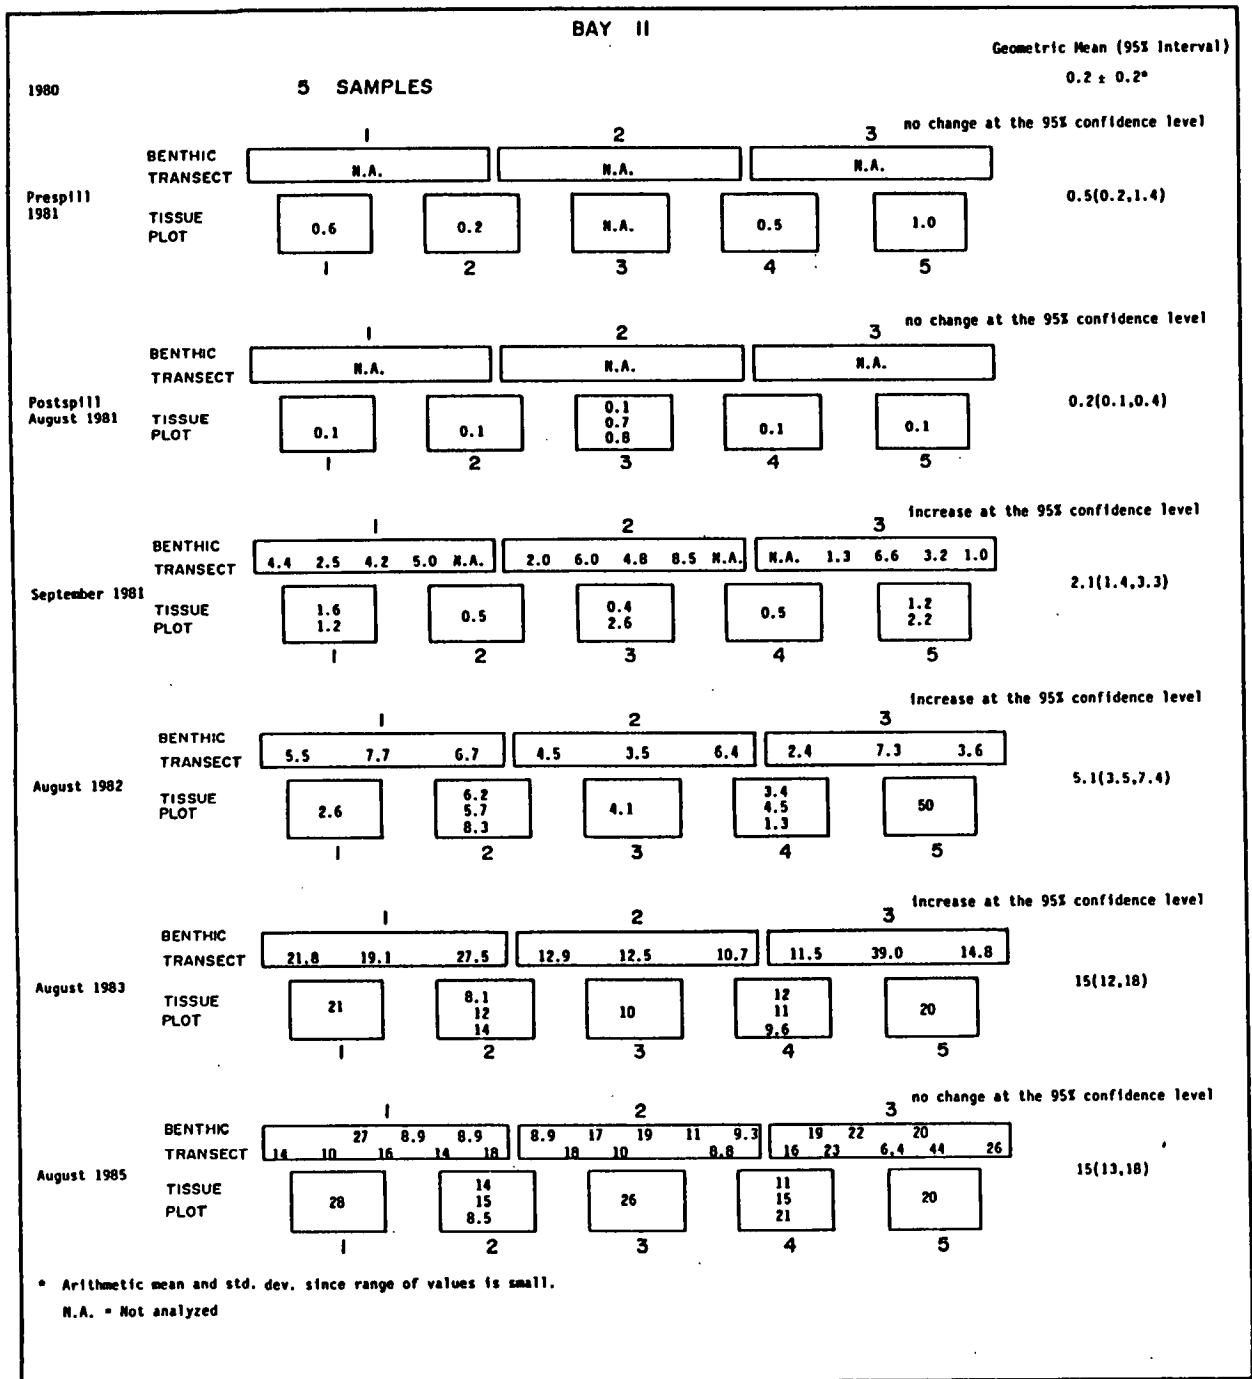 BAY II
Geometric Mean (95% Interval)
1980 5 SAMPLES 0.2 ± 0.2*
no change at the 95% confidence level
1 2 3
BENTHIC TRANSECT N.A. N.A. N.A.
Prespill 1981 0.5(0.2,1.4)
TISSUE PLOT 0.6 0.2 N.A. 0.5 1.0
1 2 3 4 5
no change at the 95% confidence level
1 2 3
BENTHIC TRANSECT N.A. N.A. N.A.
Postspill August 1981 0.2(0.1,0.4)
TISSUE PLOT 0.1 0.1 0.1 0.7 0.8 0.1 0.1
1 2 3 4 5
increase at the 95% confidence level
1 2 3
BENTHIC TRANSECT 4.4 2.5 4.2 5.0 N.A. 2.0 6.0 4.8 8.5 N.A. N.A. 1.3 6.6 3.2 1.0
September 1981 2.1(1.4,3.3)
TISSUE PLOT 1.6 1.2 0.5 0.4 2.6 0.5 1.2 2.2
1 2 3 4 5
increase at the 95% confidence level
1 2 3
BENTHIC TRANSECT 5.5 7.7 6.7 4.5 3.5 6.4 2.4 7.3 3.6
August 1982 5.1(3.5,7.4)
TISSUE PLOT 2.6 6.2 5.7 8.3 4.1 3.4 4.5 1.3 50
1 2 3 4 5
increase at the 95% confidence level
1 2 3
BENTHIC TRANSECT 21.8 19.1 27.5 12.9 12.5 10.7 11.5 39.0 14.8
August 1983 15(12,18)
TISSUE PLOT 21 8.1 12 14 10 12 11 9.6 20
1 2 3 4 5
no change at the 95% confidence level
1 2 3
BENTHIC 27 8.9 8.9 8.9 17 19 11 9.3 19 22 20
TRANSECT 14 10 16 14 18 18 10 8.8 16 23 6.4 44 26
August 1985 15(13,18)
TISSUE PLOT 28 14 15 8.5 26 11 15 21 20
1 2 3 4 5
* Arithmetic mean and std. dev. since range of values is small.
N.A. = Not analyzed